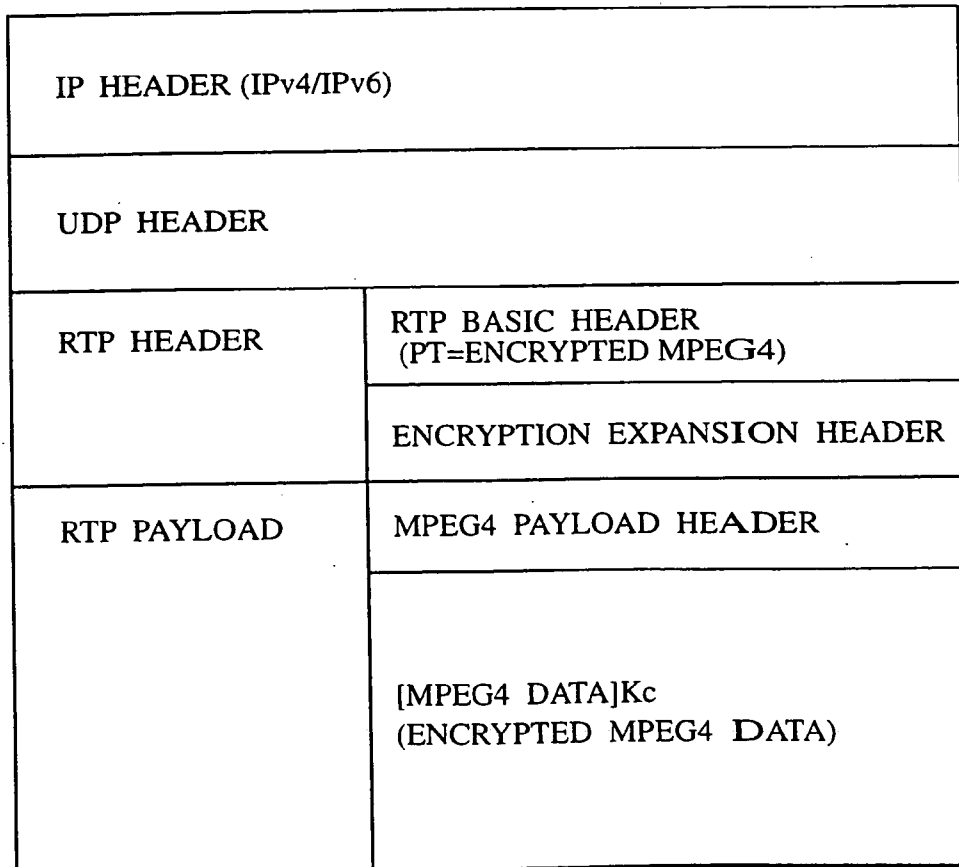 IP HEADER (IPv4/IPv6)
UDP HEADER
RTP HEADER
RTP BASIC HEADER
(PT=ENCRYPTED MPEG4)
ENCRYPTION EXPANSION HEADER
RTP PAYLOAD
MPEG4 PAYLOAD HEADER
[MPEG4 DATA]Kc
(ENCRYPTED MPEG4 DATA)